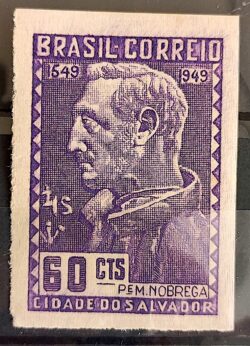 BRASIL-CORREIO
1549 1949
60 CTS
PE M. NOBREGA
CIDADE DO SALVADOR